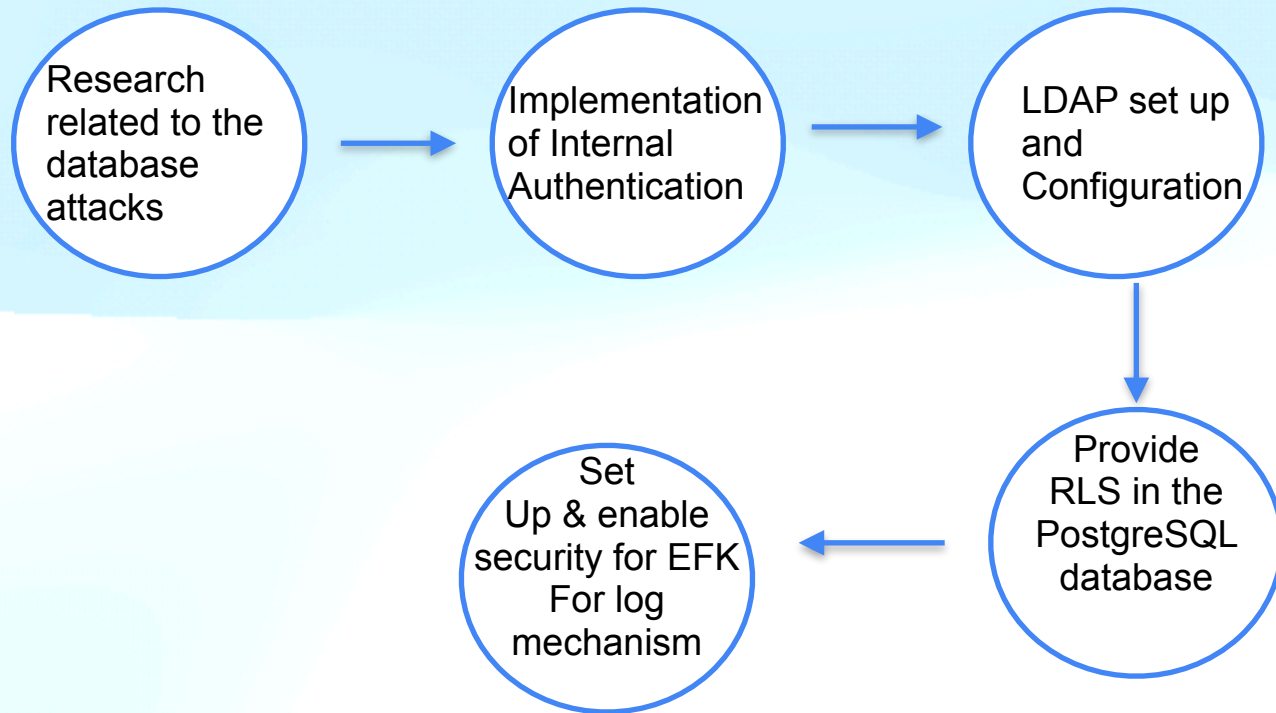 Research
related to the
database
attacks
Implementation
of Internal
Authentication
LDAP set up
and
Configuration
Provide
RLS in the
PostgreSQL
database
Set
Up & enable
security for EFK
For log
mechanism